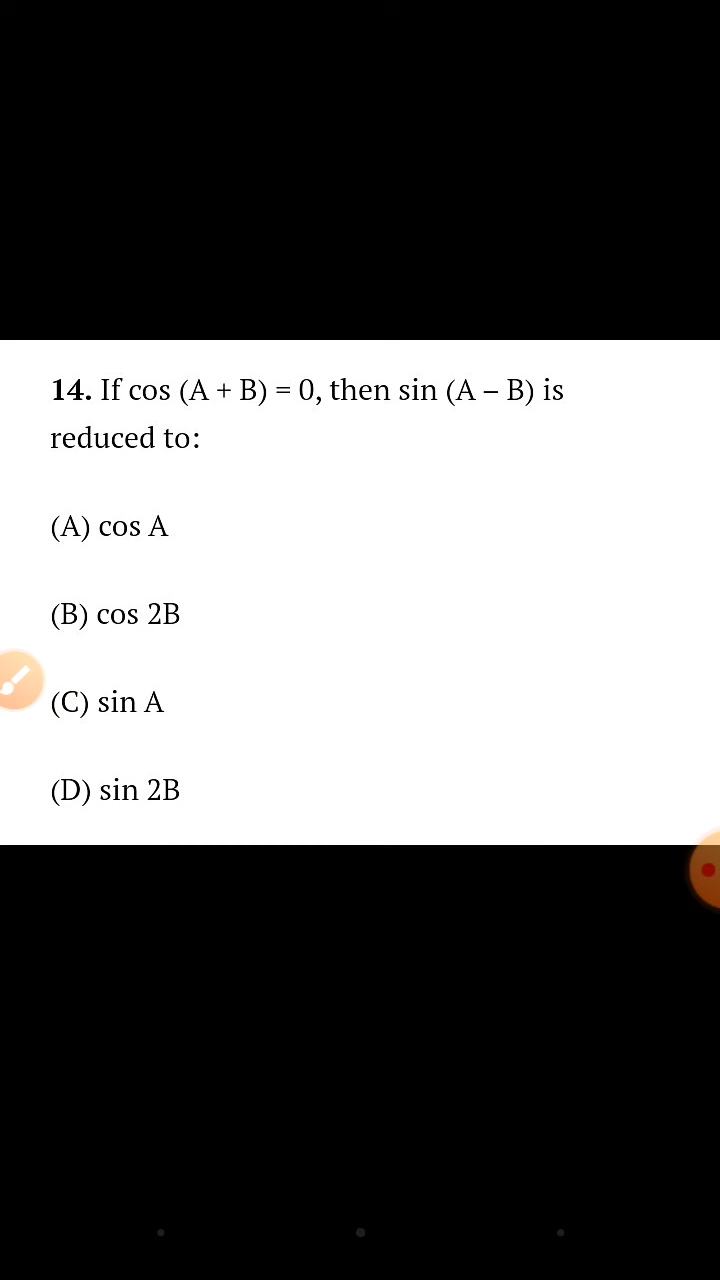 14. If cos (A + B) = 0, then sin (A – B) is
reduced to:
(A) cos A
(B) cos 2B
(C) sin A
(D) sin 2B